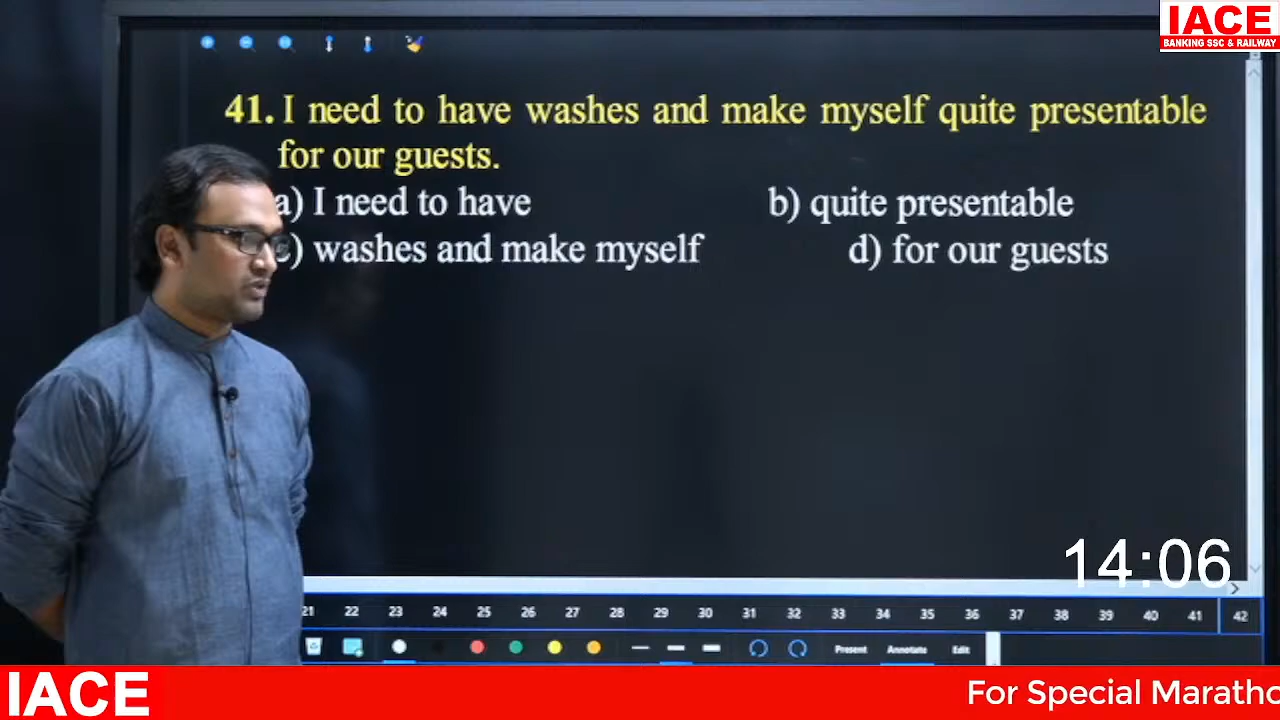 IACE
BANKING SSC & RAILWAY
41. I need to have washes and make myself quite presentable
for our guests.
a) I need to have
b) quite presentable
c) washes and make myself
d) for our guests
14:06
21 22 23 24 25 26 27 28 29 30 31 32 33 34 35 36 37 38 39 40 41 42
Present Annotate Edit
IACE
For Special Maratho